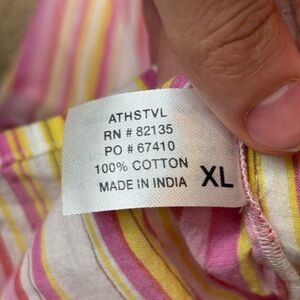 ATHSTVL
RN # 82135
PO # 67410
100% COTTON
MADE IN INDIA XL